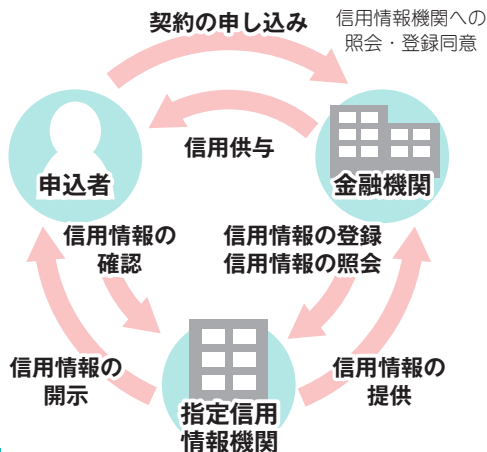 契約の申し込み
信用情報機関への
照会・登録同意
信用供与
申込者
金融機関
信用情報の
確認
信用情報の登録
信用情報の照会
信用情報の
開示
信用情報の
提供
指定信用
情報機関